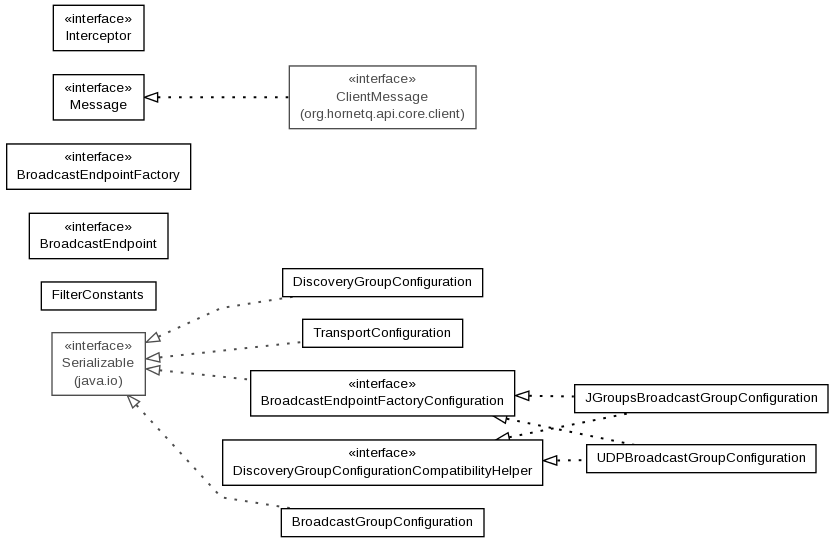 «interface»
Interceptor
«interface»
Message
«interface»
ClientMessage
(org.hornetq.api.core.client)
«interface»
BroadcastEndpointFactory
«interface»
BroadcastEndpoint
FilterConstants
DiscoveryGroupConfiguration
«interface»
Serializable
(java.io)
TransportConfiguration
«interface»
BroadcastEndpointFactoryConfiguration
JGroupsBroadcastGroupConfiguration
«interface»
DiscoveryGroupConfigurationCompatibilityHelper
UDPBroadcastGroupConfiguration
BroadcastGroupConfiguration